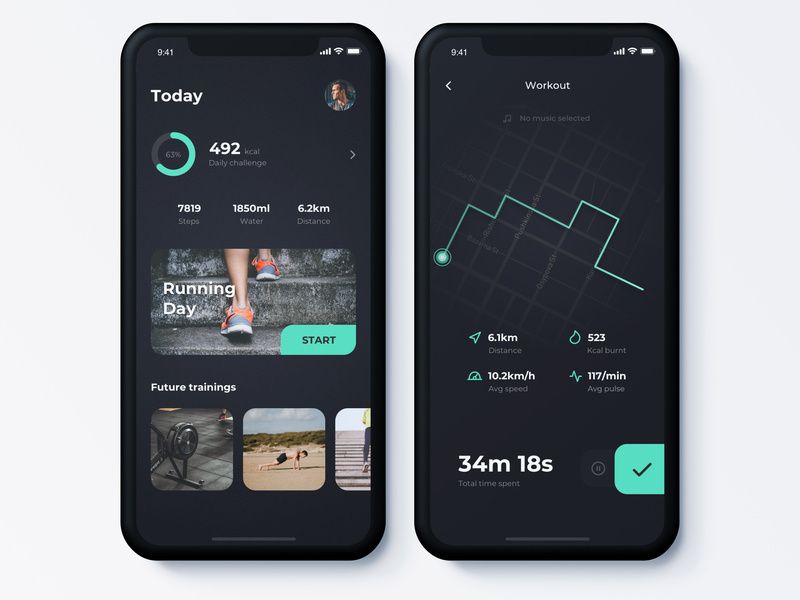 9:41
Today
63%
492 kcal
Daily challenge
7819
Steps
1850ml
Water
6.2km
Distance
Running
Day
START
Future trainings
9:41
Workout
No music selected
Pushkinska St
6.1km
Distance
523
Kcal burnt
10.2km/h
Avg speed
117/min
Avg pulse
34m 18s
Total time spent